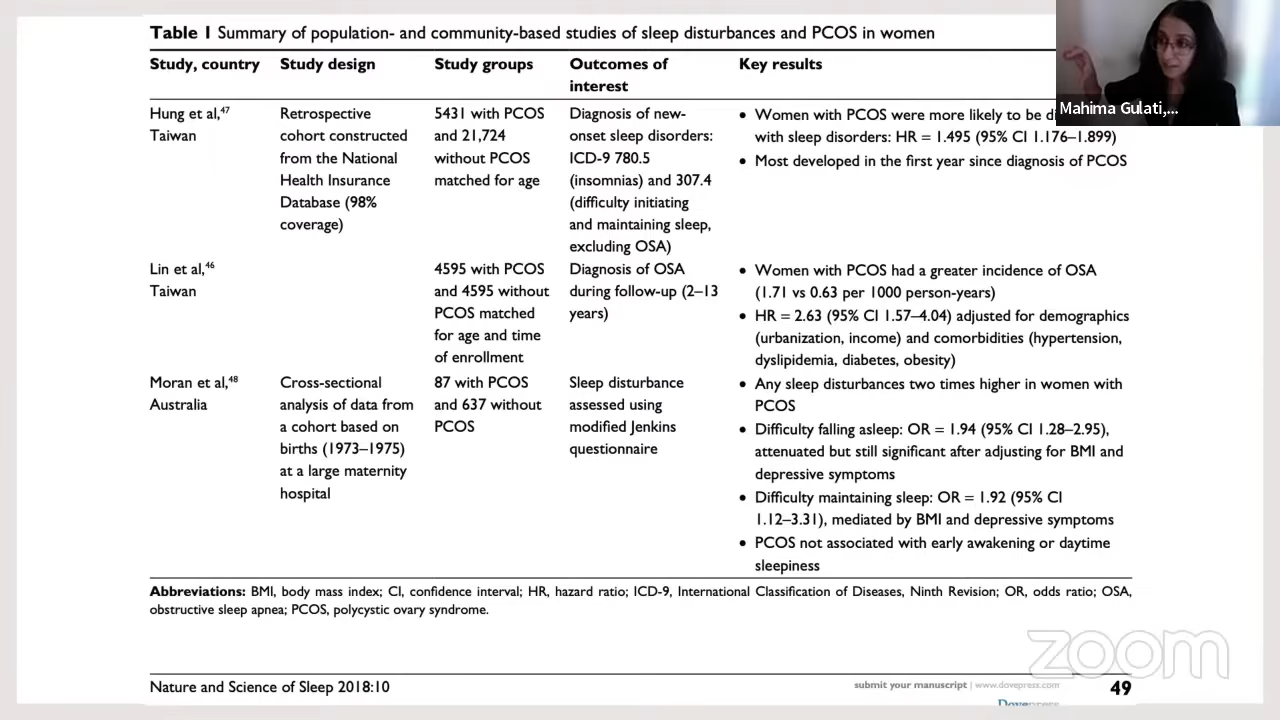 Table 1 Summary of population- and community-based studies of sleep disturbances and PCOS in women
Study, country Study design Study groups Outcomes of interest Key results
Hung et al,47 Taiwan
Retrospective cohort constructed from the National Health Insurance Database (98% coverage)
5431 with PCOS and 21,724 without PCOS matched for age
Diagnosis of new-onset sleep disorders: ICD-9 780.5 (insomnias) and 307.4 (difficulty initiating and maintaining sleep, excluding OSA)
• Women with PCOS were more likely to be
with sleep disorders: HR = 1.495 (95% CI 1.176–1.899)
• Most developed in the first year since diagnosis of PCOS
Lin et al,46 Taiwan
4595 with PCOS and 4595 without PCOS matched for age and time of enrollment
Diagnosis of OSA during follow-up (2–13 years)
• Women with PCOS had a greater incidence of OSA
(1.71 vs 0.63 per 1000 person-years)
• HR = 2.63 (95% CI 1.57–4.04) adjusted for demographics
(urbanization, income) and comorbidities (hypertension,
dyslipidemia, diabetes, obesity)
Moran et al,48 Australia
Cross-sectional analysis of data from a cohort based on births (1973–1975) at a large maternity hospital
87 with PCOS and 637 without PCOS
Sleep disturbance assessed using modified Jenkins questionnaire
• Any sleep disturbances two times higher in women with
PCOS
• Difficulty falling asleep: OR = 1.94 (95% CI 1.28–2.95),
attenuated but still significant after adjusting for BMI and
depressive symptoms
• Difficulty maintaining sleep: OR = 1.92 (95% CI
1.12–3.31), mediated by BMI and depressive symptoms
• PCOS not associated with early awakening or daytime
sleepiness
Abbreviations: BMI, body mass index; CI, confidence interval; HR, hazard ratio; ICD-9, International Classification of Diseases, Ninth Revision; OR, odds ratio; OSA,
obstructive sleep apnea; PCOS, polycystic ovary syndrome.
Nature and Science of Sleep 2018:10
submit your manuscript | www.dovepress.com
49
Mahima Gulati,...
zoom